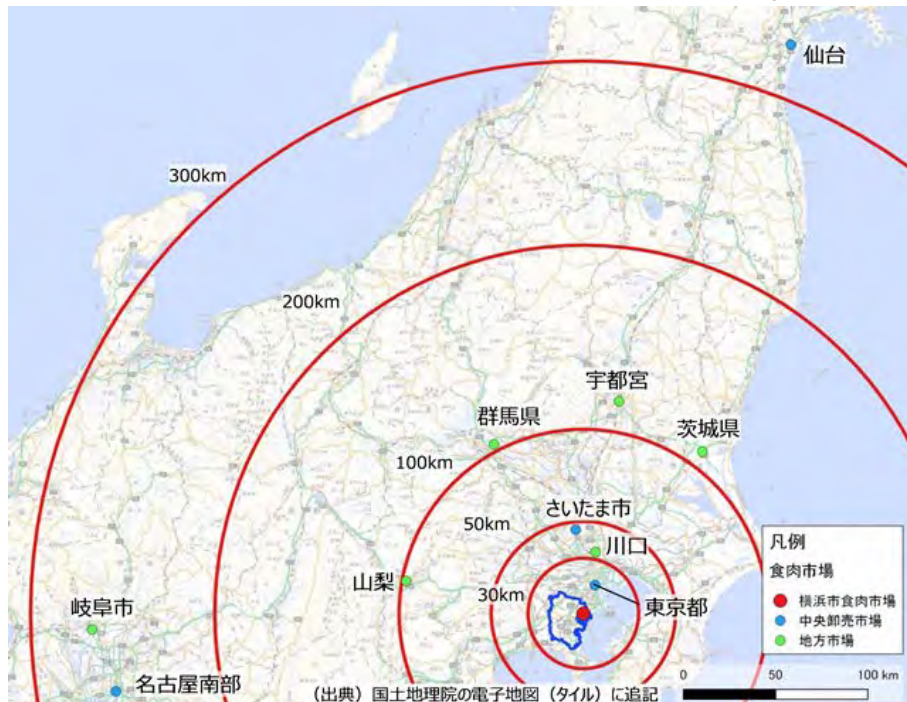 仙台
300km
200km
宇都宮
群馬県
茨城県
100km
さいたま市
50km
川口
山梨
30km
東京都
岐阜市
名古屋南部
凡例
食肉市場
横浜市食肉市場
中央卸売市場
地方市場
0 50 100 km
（出典）国土地理院の電子地図（タイル）に追記